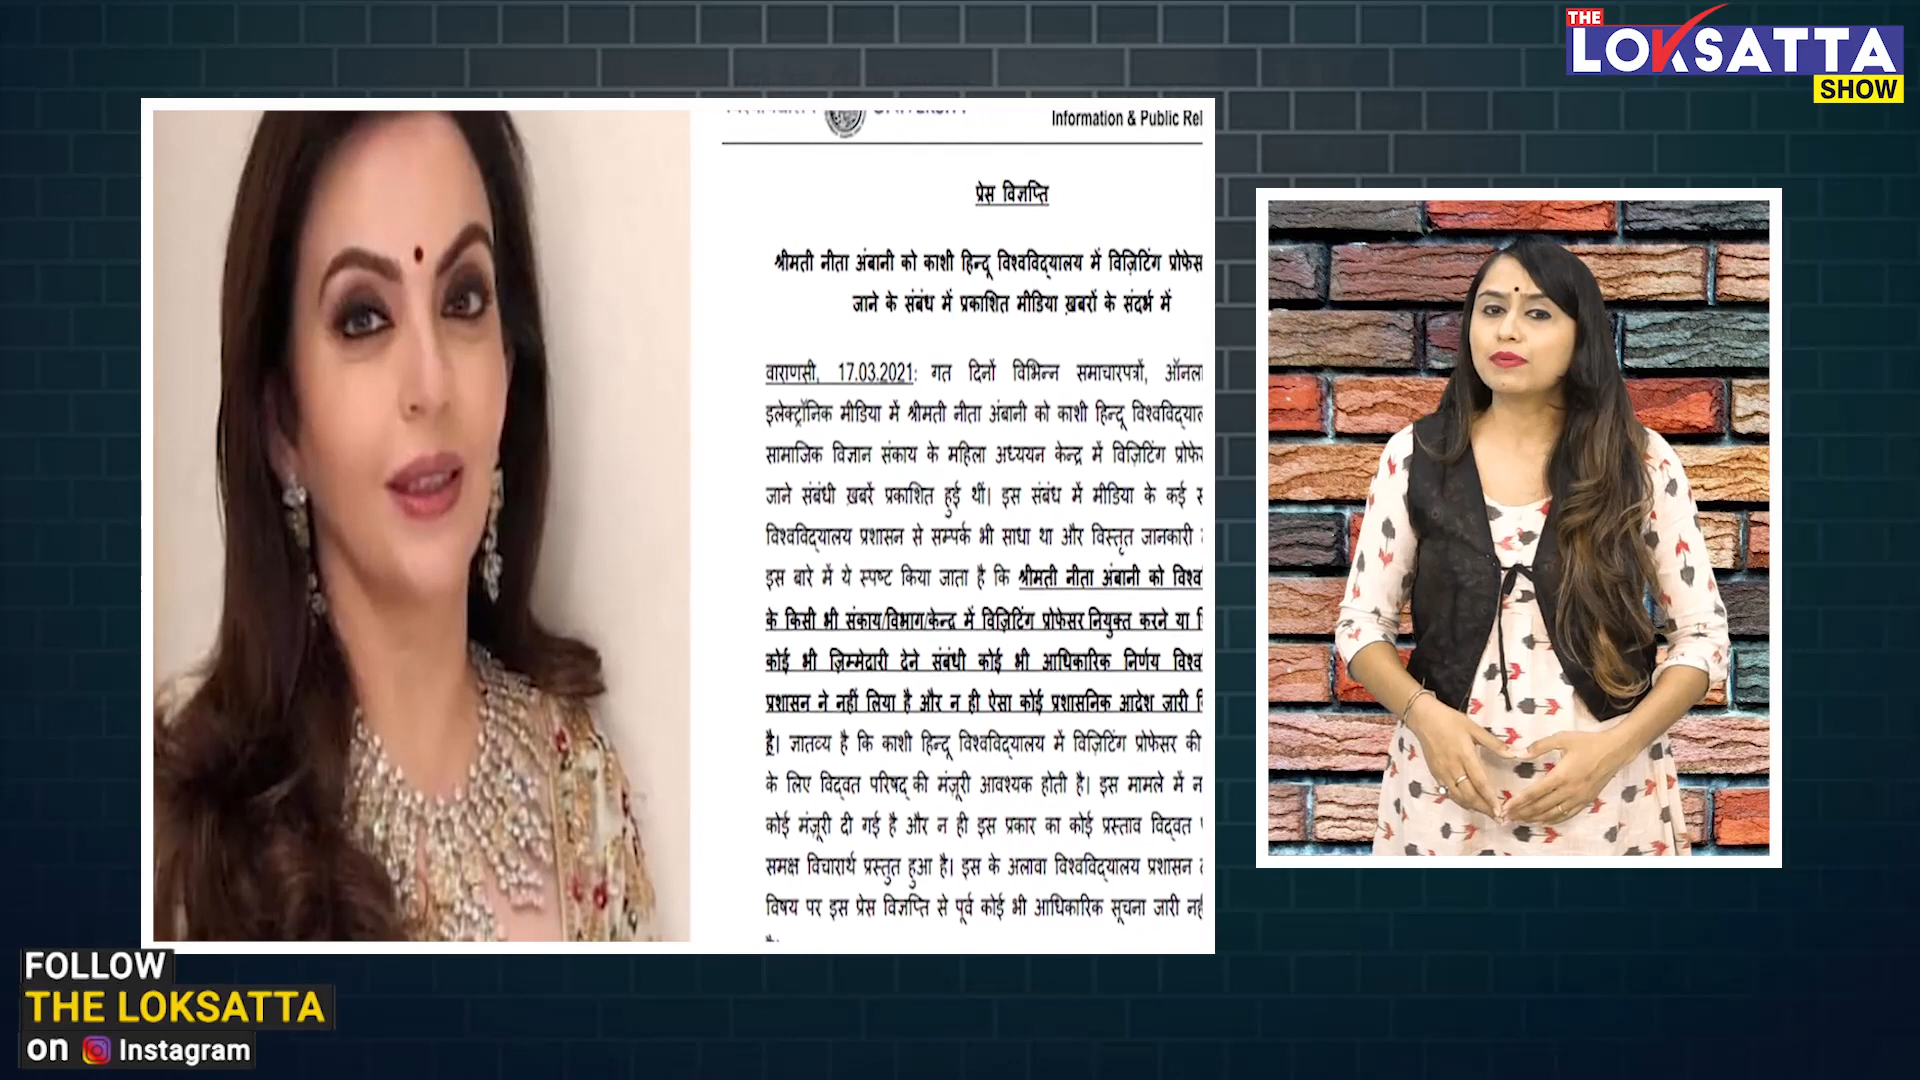 THE
LOKSATTA
SHOW
Information & Public Rel
प्रेस विज्ञप्ति
श्रीमती नीता अंबानी को काशी हिन्दू विश्वविद्यालय में विज़िटिंग प्रोफेस
जाने के संबंध में प्रकाशित मीडिया ख़बरों के संदर्भ में
वाराणसी, 17.03.2021: गत दिनों विभिन्न समाचारपत्रों, ऑनला
इलेक्ट्रॉनिक मीडिया में श्रीमती नीता अंबानी को काशी हिन्दू विश्वविद्याल
सामाजिक विज्ञान संकाय के महिला अध्ययन केन्द्र में विज़िटिंग प्रोफे
जाने संबंधी ख़बरें प्रकाशित हुई थीं। इस संबंध में मीडिया के कई
विश्वविद्यालय प्रशासन से सम्पर्क भी साधा था और विस्तृत जानकारी
इस बारे में ये स्पष्ट किया जाता है कि श्रीमती नीता अंबानी को विश्व
के किसी भी संकाय/विभाग/केन्द्र में विज़िटिंग प्रोफेसर नियुक्त करने या
कोई भी ज़िम्मेदारी देने संबंधी कोई भी आधिकारिक निर्णय विश्व
प्रशासन ने नहीं लिया है और न ही ऐसा कोई प्रशासनिक आदेश जारी
है। ज्ञातव्य है कि काशी हिन्दू विश्वविद्यालय में विज़िटिंग प्रोफेसर की
के लिए विद्वत परिषद् की मंज़ूरी आवश्यक होती है। इस मामले में न
कोई मंज़ूरी दी गई है और न ही इस प्रकार का कोई प्रस्ताव विद्वत
समक्ष विचारार्थ प्रस्तुत हुआ है। इस के अलावा विश्वविद्यालय प्रशासन
विषय पर इस प्रेस विज्ञप्ति से पूर्व कोई भी आधिकारिक सूचना जारी नह
FOLLOW
THE LOKSATTA
on Instagram